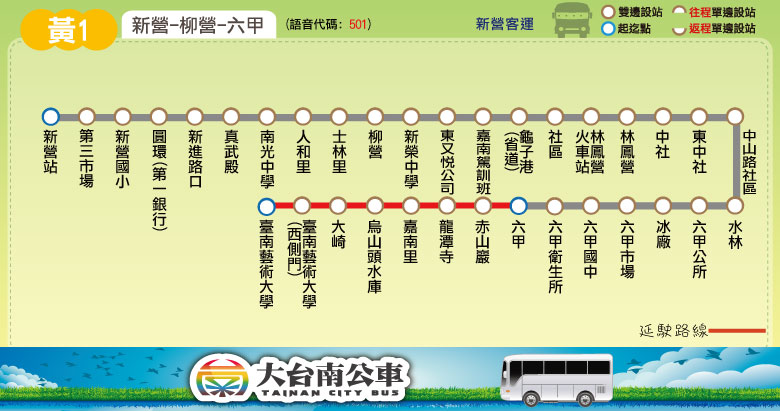 黃1
新營-柳營-六甲
(語音代碼: 501)
新營客運
雙邊設站
往程單邊設站
起迄點
返程單邊設站
新營站
第三市場
新營國小
圓環(第一銀行)
新進路口
真武殿
南光中學
人和里
士林里
柳營
新榮中學
東又悅公司
嘉南駕訓班
龜子港(省道)
社區
林鳳營火車站
林鳳營
中社
東中社
中山路社區
水林
六甲公所
冰廠
六甲市場
六甲國中
六甲衛生所
六甲
赤山巖
龍潭寺
嘉南里
烏山頭水庫
大崎
臺南藝術大學(西側門)
臺南藝術大學
延駛路線
大台南公車
TAINAN CITY BUS